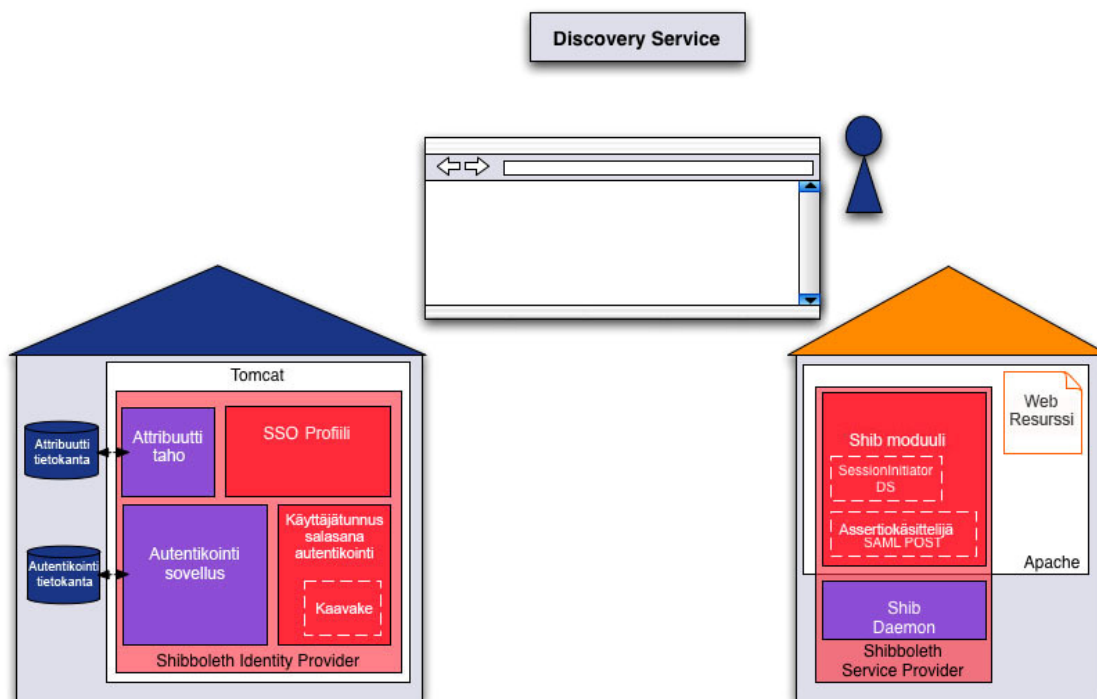 Discovery Service
Tomcat
Attribuutti
tietokanta
Attribuutti
taho
SSO Profiili
Autentikointi
tietokanta
Autentikointi
sovellus
Käyttäjätunnus
salasana
autentikointi
Kaavake
Shibboleth Identity Provider
Web
Resurssi
Shib moduuli
SessionInitiator
DS
Assertiokäsittelijä
SAML POST
Apache
Shib
Daemon
Shibboleth
Service Provider